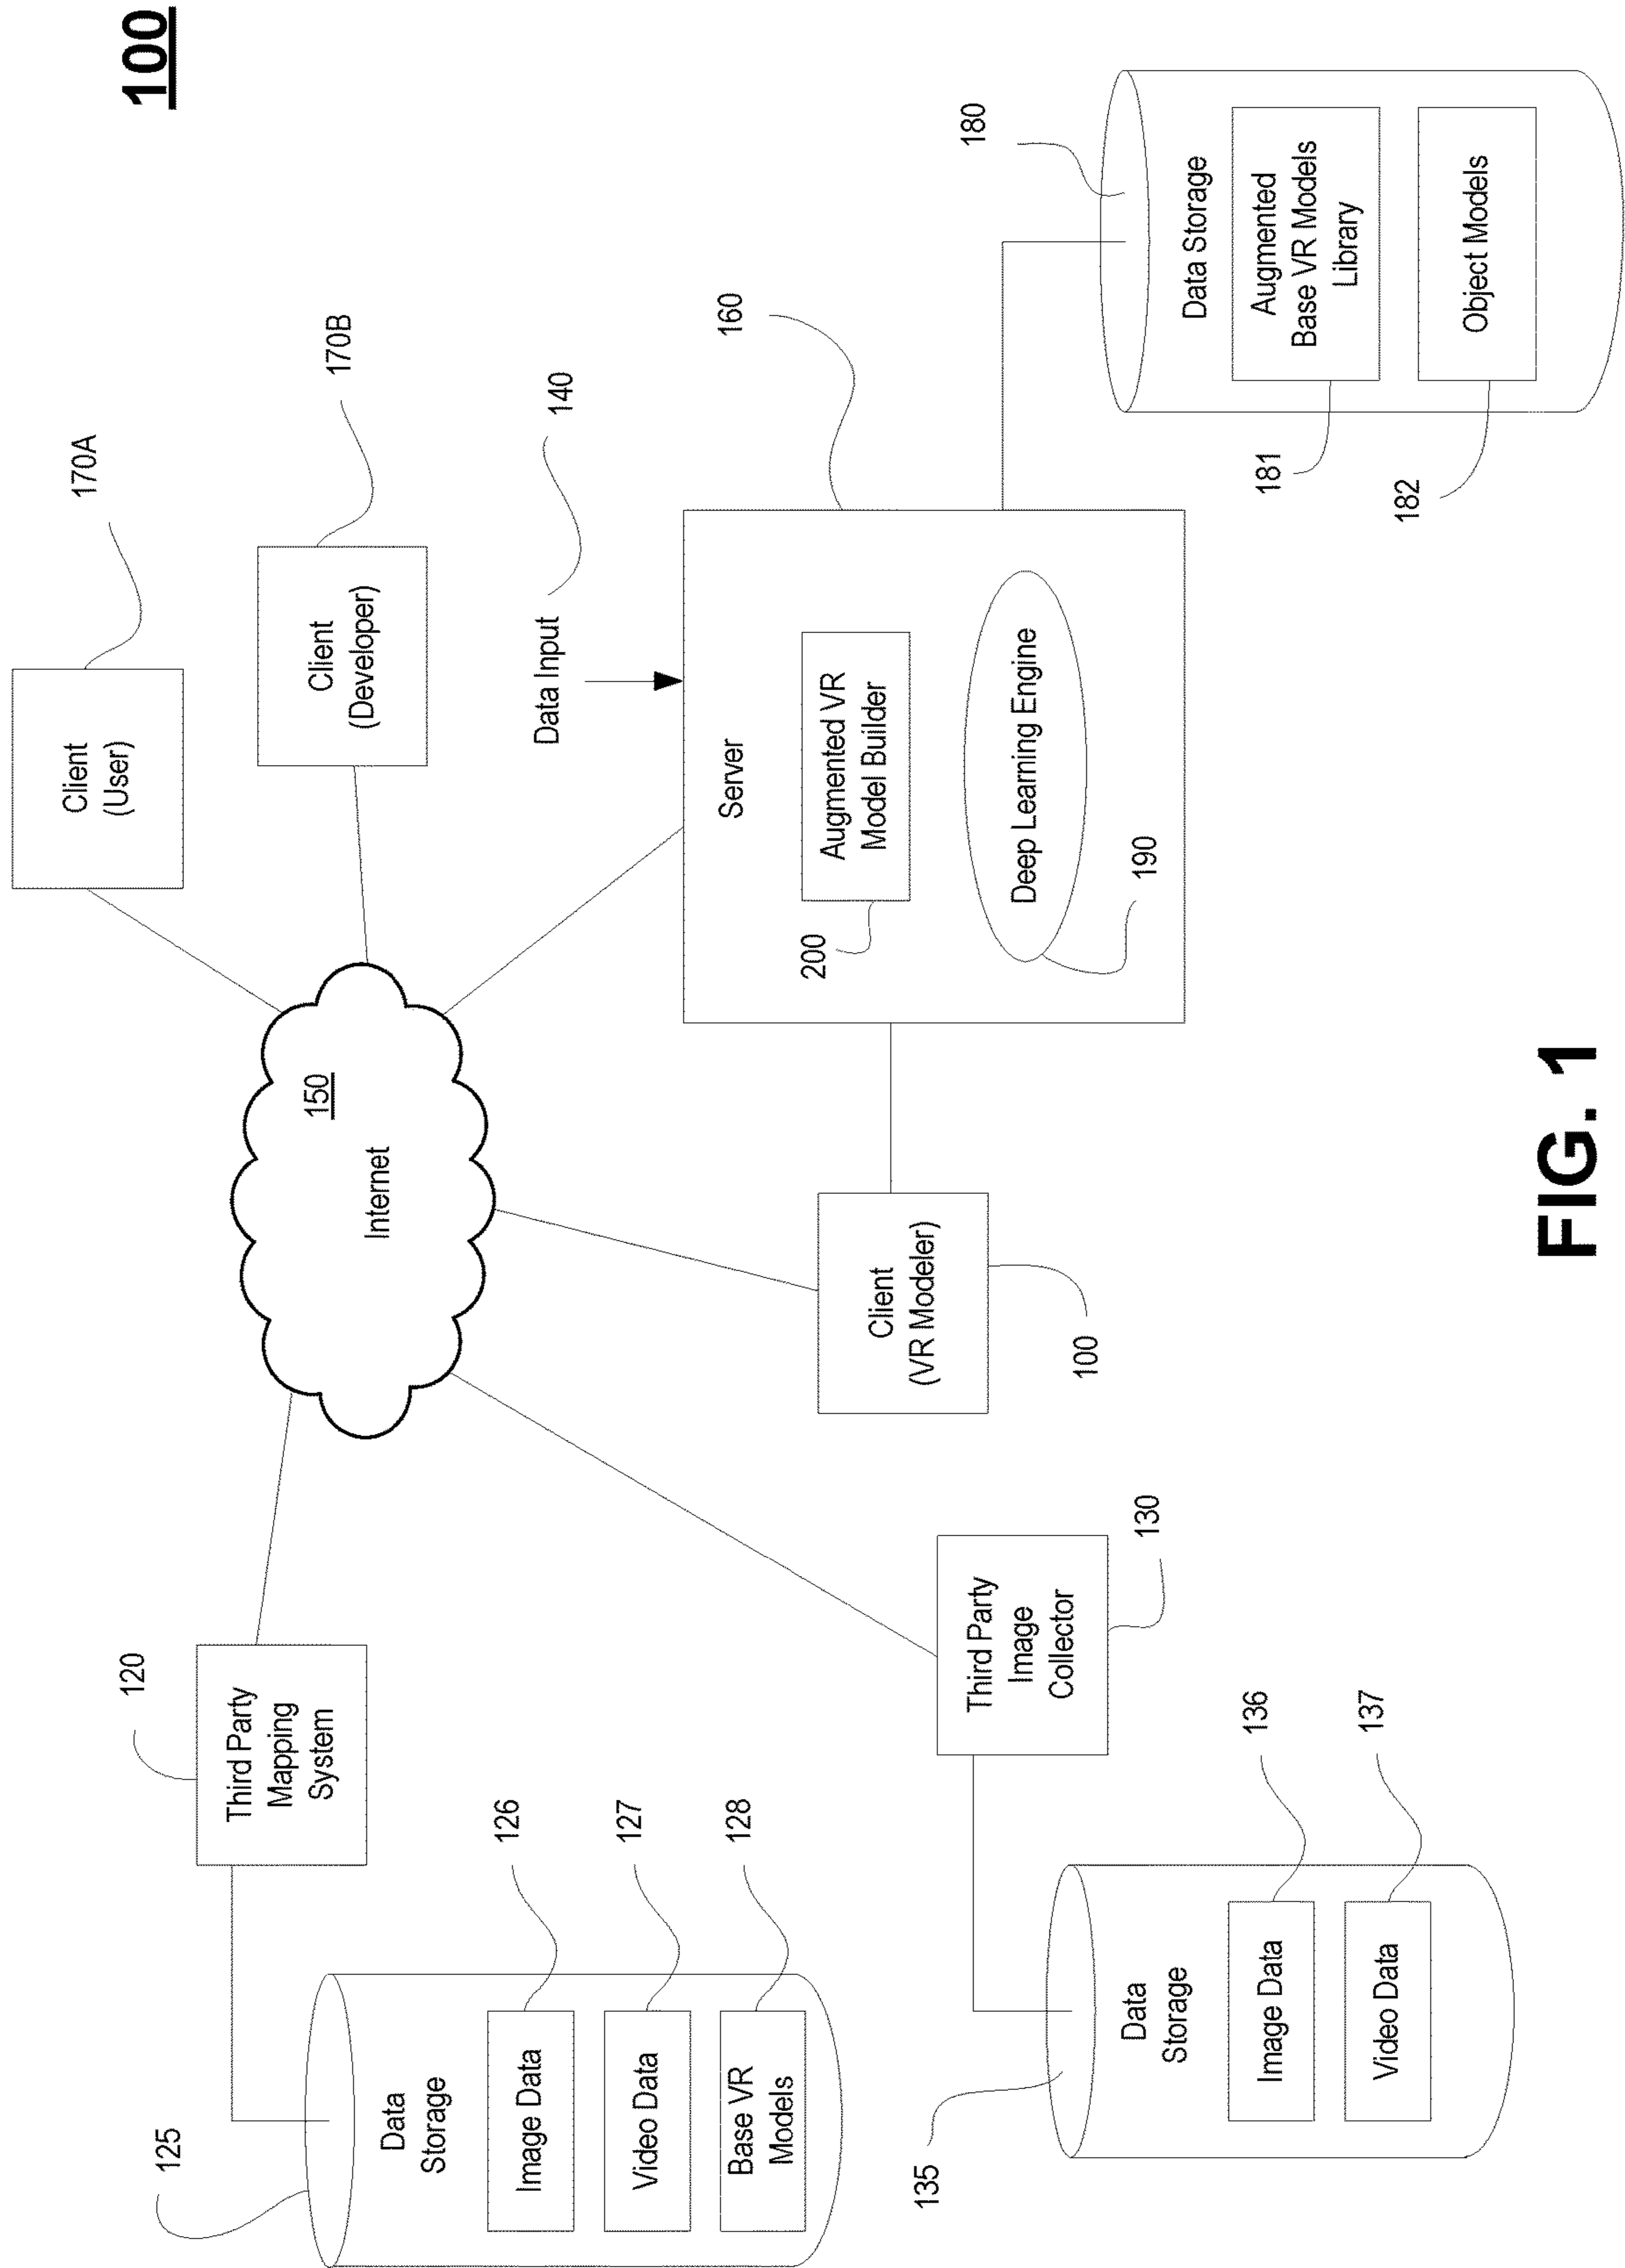 100
120
Third Party
Mapping
System
125
Data
Storage
Image Data
126
Video Data
127
Base VR
Models
128
150
Internet
Client
(User)
170A
Client
(Developer)
170B
Data Input
140
Server
160
Augmented VR
Model Builder
200
Deep Learning Engine
190
Client
(VR Modeler)
100
Third Party
Image
Collector
130
135
Data
Storage
Image Data
136
Video Data
137
180
Data Storage
Augmented
Base VR Models
Library
181
Object Models
182
FIG. 1